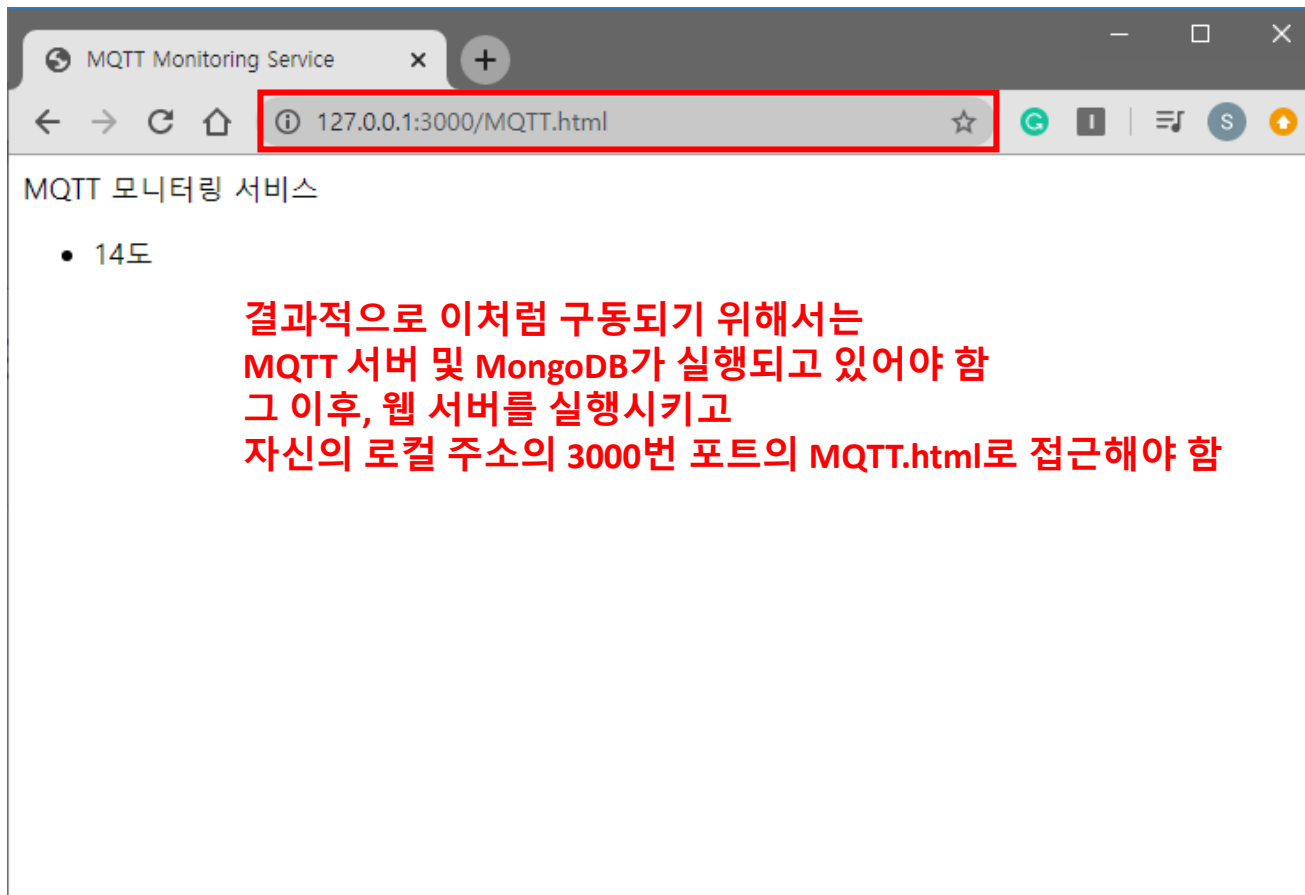 MQTT Monitoring Service
127.0.0.1:3000/MQTT.html
G
I
S
MQTT 모니터링 서비스
• 14도
결과적으로 이처럼 구동되기 위해서는
MQTT 서버 및 MongoDB가 실행되고 있어야 함
그 이후, 웹 서버를 실행시키고
자신의 로컬 주소의 3000번 포트의 MQTT.html로 접근해야 함